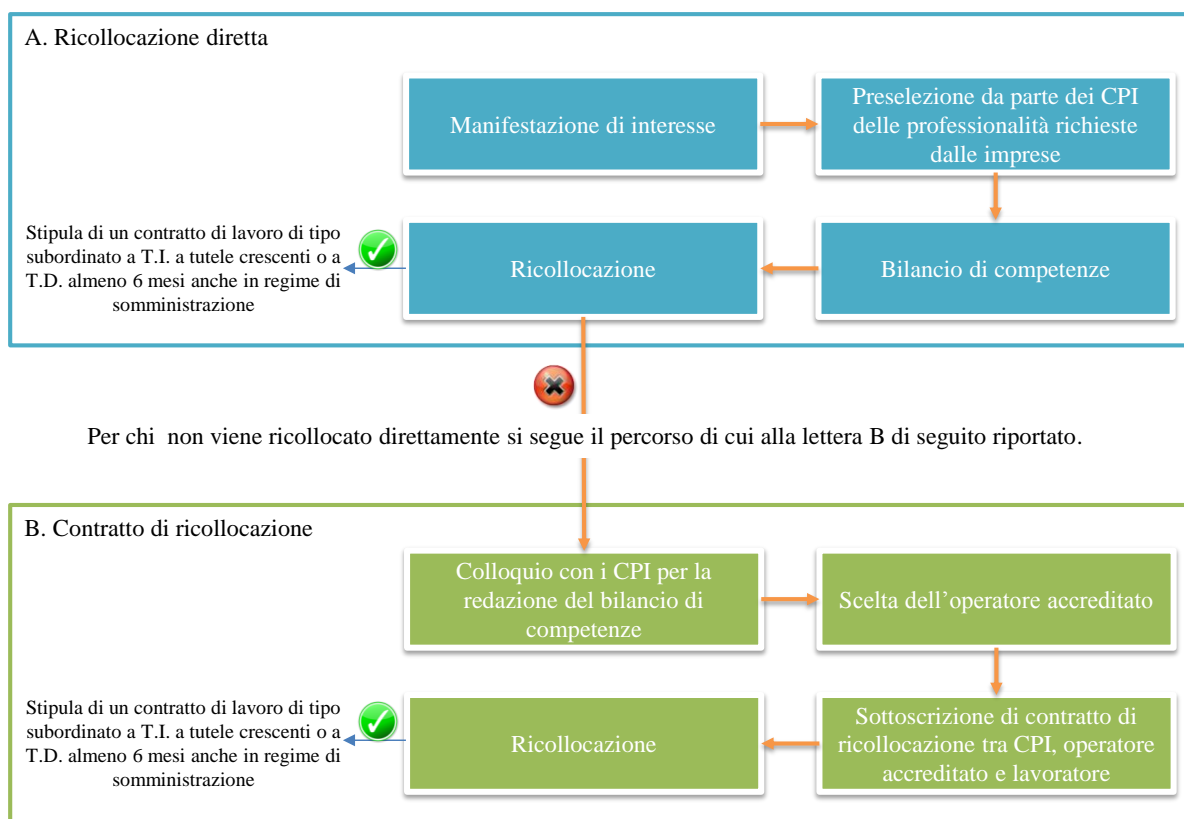 A. Ricollocazione diretta
Manifestazione di interesse
Preselezione da parte dei CPI
delle professionalità richieste
dalle imprese
Stipula di un contratto di lavoro di tipo
subordinato a T.I. a tutele crescenti o a
T.D. almeno 6 mesi anche in regime di
somministrazione
Ricollocazione
Bilancio di competenze
Per chi non viene ricollocato direttamente si segue il percorso di cui alla lettera B di seguito riportato.
B. Contratto di ricollocazione
Colloquio con i CPI per la
redazione del bilancio di
competenze
Scelta dell’operatore accreditato
Stipula di un contratto di lavoro di tipo
subordinato a T.I. a tutele crescenti o a
T.D. almeno 6 mesi anche in regime di
somministrazione
Ricollocazione
Sottoscrizione di contratto di
ricollocazione tra CPI, operatore
accreditato e lavoratore